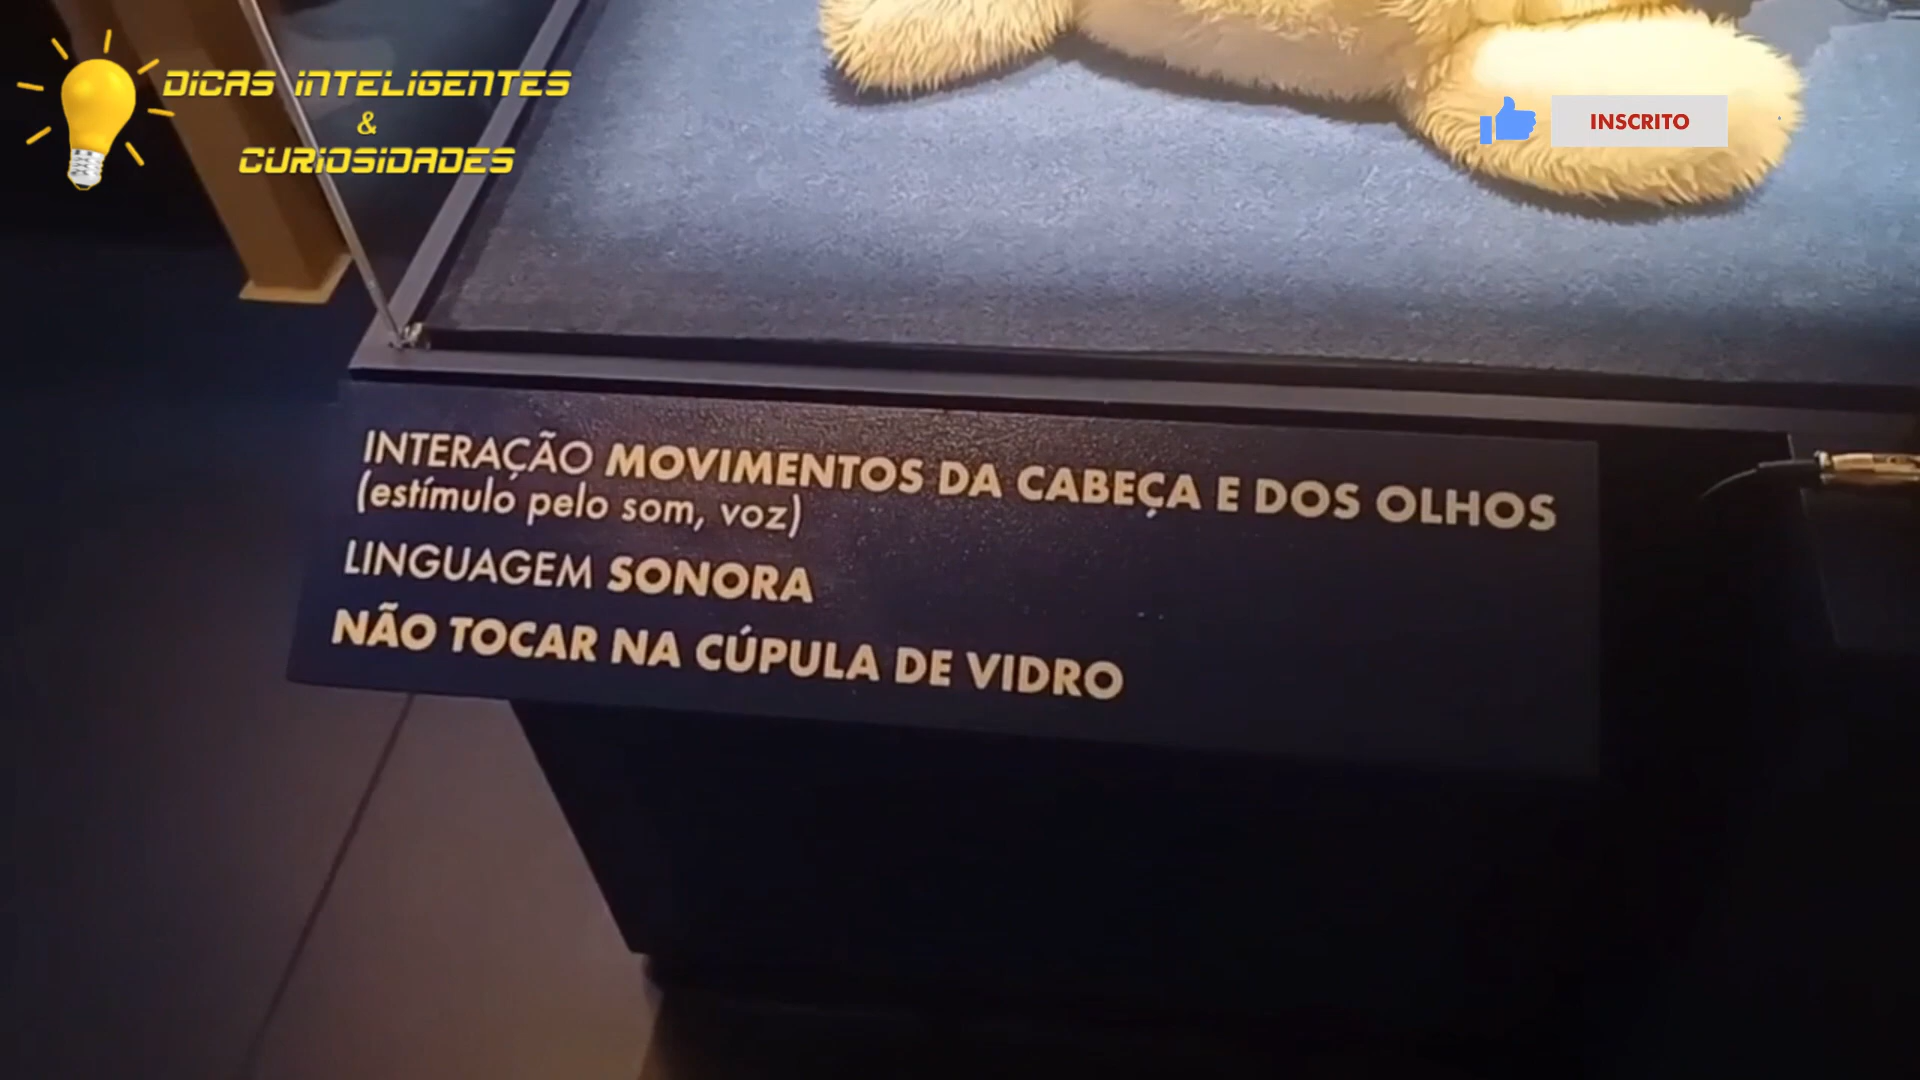 DICAS INTELIGENTES
&
CURIOSIDADES
INSCRITO
INTERAÇÃO MOVIMENTOS DA CABEÇA E DOS OLHOS
(estímulo pelo som, voz)
LINGUAGEM SONORA
NÃO TOCAR NA CÚPULA DE VIDRO